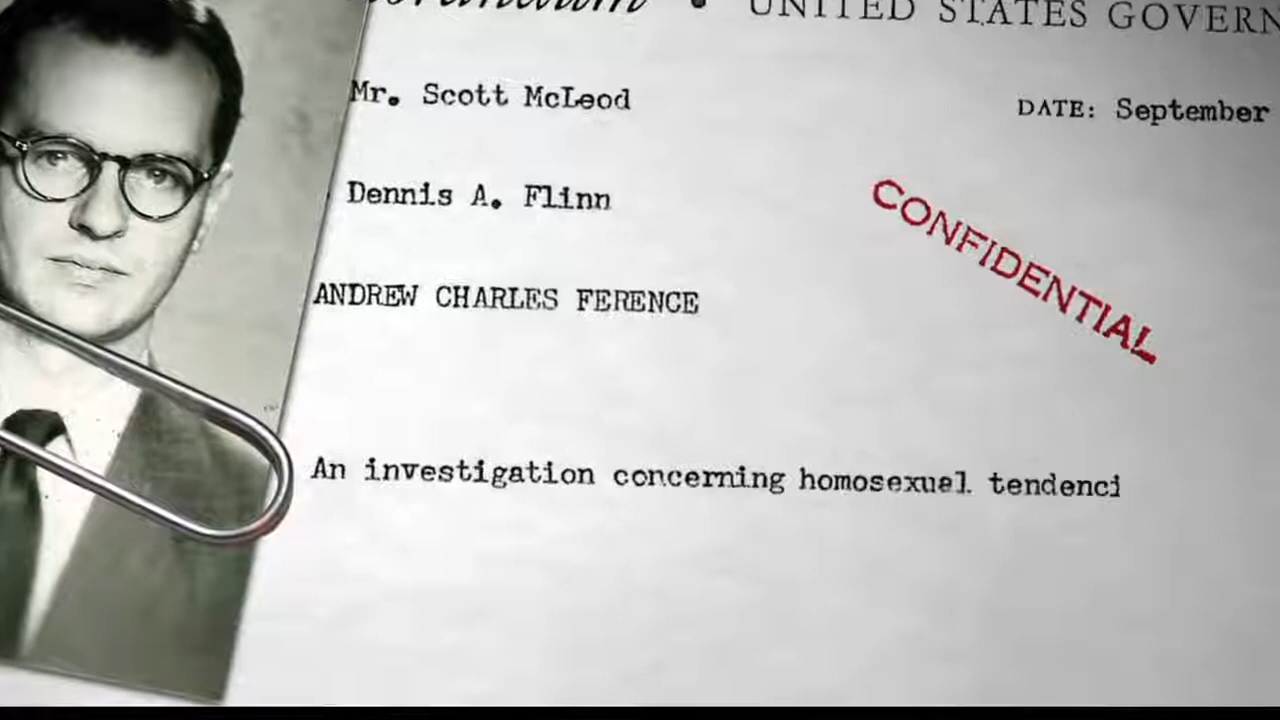 UNITED STATES GOVERN
Mr. Scott McLeod
DATE: September
Dennis A. Flinn
CONFIDENTIAL
ANDREW CHARLES FERENCE
An investigation concerning homosexual tendenci